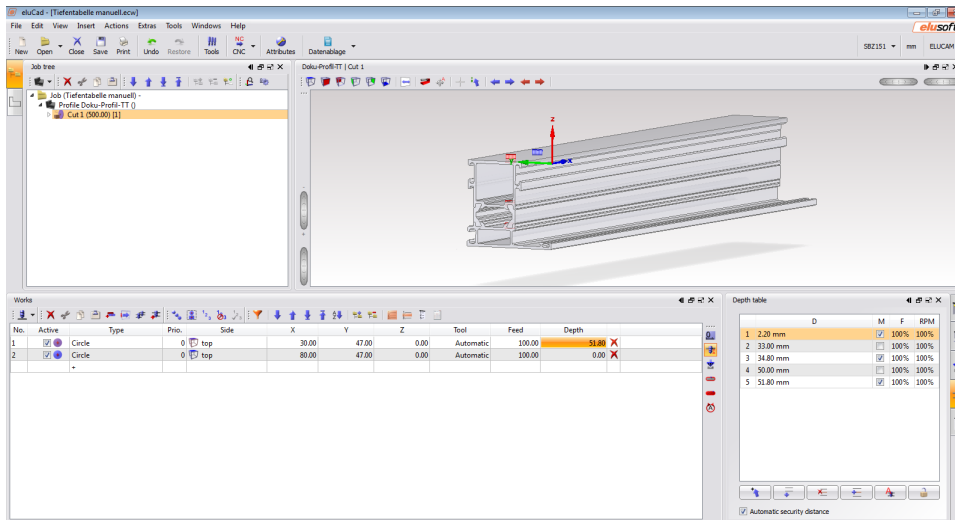 eluCad - [Tiefentabelle manuell.ecw]
File Edit View Insert Actions Extras Tools Windows Help
elusoft
New Open Close Save Print Undo Restore Tools CNC Attributes Datenablage
NC
SBZ151 mm ELUCAM
Job tree
Job (Tiefentabelle manuell) -
Profile Doku-Profil-TT ()
Cut 1 (500.00) [1]
Doku-Profil-TT | Cut 1
z
y
x
Works
No. Active Type Prio. Side X Y Z Tool Feed Depth
1 Circle 0 top 30.00 47.00 0.00 Automatic 100.00 51.80
2 Circle 0 top 80.00 47.00 0.00 Automatic 100.00 0.00
+
Depth table
D M F RPM
1 2.20 mm 100% 100%
2 33.00 mm 100% 100%
3 34.80 mm 100% 100%
4 50.00 mm 100% 100%
5 51.80 mm 100% 100%
Automatic security distance